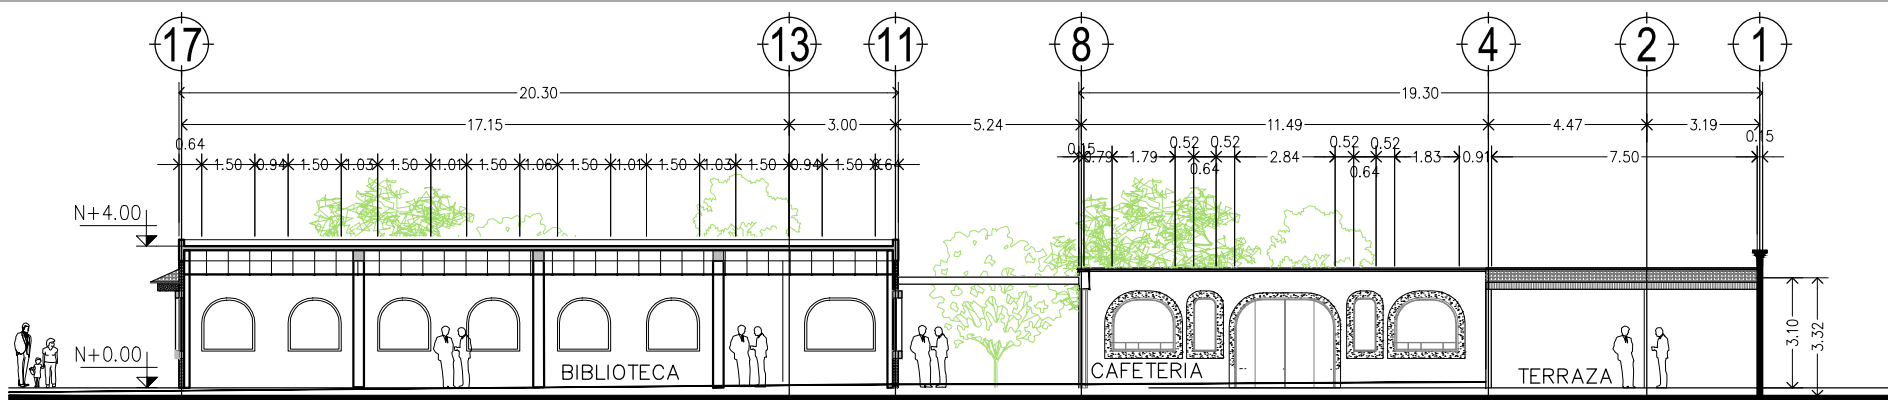 17 13 11 8 4 2 1
20.30 19.30
17.15 3.00 5.24 11.49 4.47 3.19
0.64 0.52 0.52 0.52 0.52 0.15
0.15 0.79 1.79 2.84 1.83 0.91 7.50
1.50 0.94 1.50 1.03 1.50 1.01 1.50 1.06 1.50 1.01 1.50 1.03 1.50 0.94 1.50 0.64 0.64
N+4.00
N+0.00
3.10 3.32
BIBLIOTECA CAFETERIA TERRAZA